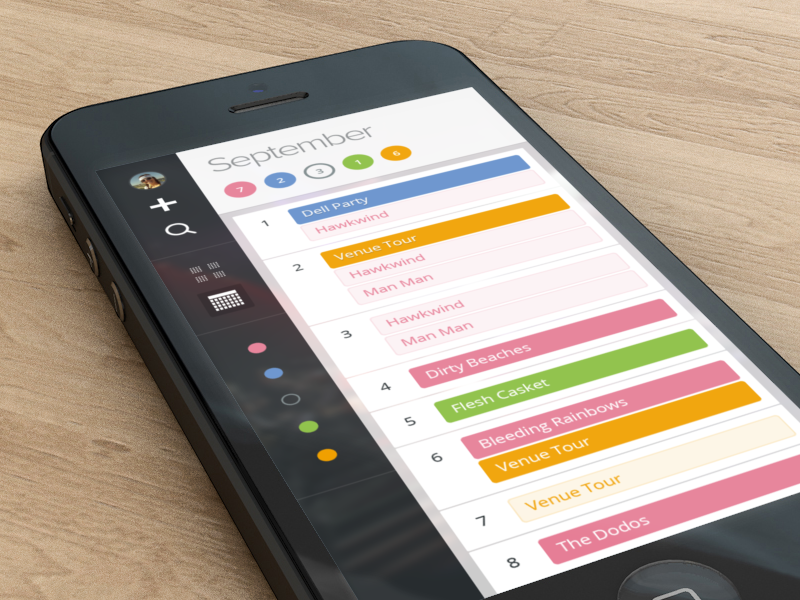 September
7 2 3 1 6
1 Dell Party
Hawkwind
2 Venue Tour
Hawkwind
Man Man
3 Hawkwind
Man Man
4 Dirty Beaches
5 Flesh Casket
6 Bleeding Rainbows
Venue Tour
7 Venue Tour
8 The Dodos